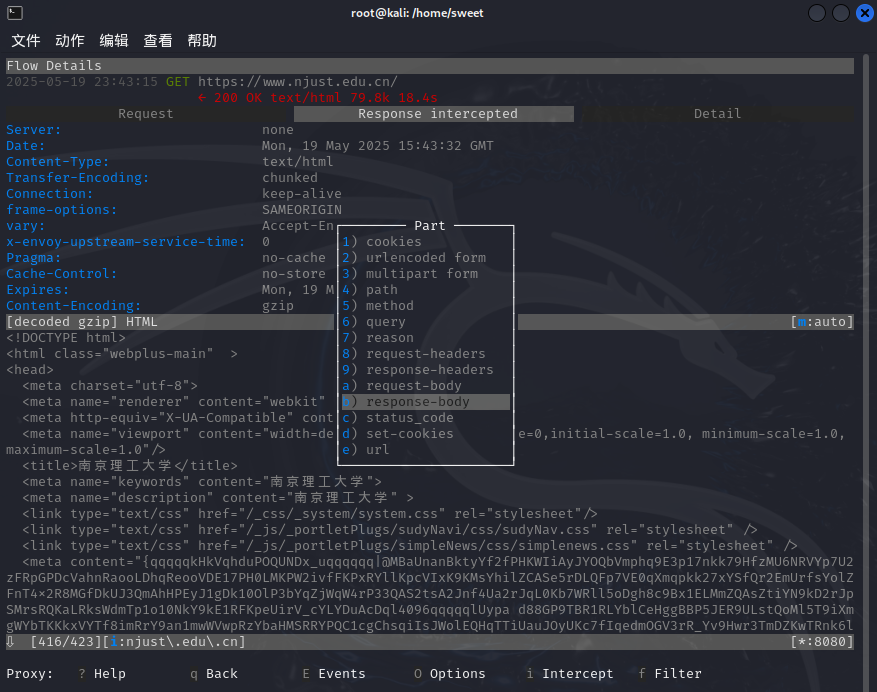 root@kali: /home/sweet
文件 动作 编辑 查看 帮助
Flow Details
2025-05-19 23:43:15 GET https://www.njust.edu.cn/
← 200 OK text/html 79.8k 18.4s
Request Response intercepted Detail
Server: none
Date: Mon, 19 May 2025 15:43:32 GMT
Content-Type: text/html
Transfer-Encoding: chunked
Connection: keep-alive
frame-options: SAMEORIGIN
vary: Accept-En
x-envoy-upstream-service-time: 0
Pragma: no-cache
Cache-Control: no-store
Expires: Mon, 19 M
Content-Encoding: gzip
Part
1) cookies
2) urlencoded form
3) multipart form
4) path
5) method
6) query
7) reason
8) request-headers
9) response-headers
a) request-body
b) response-body
c) status_code
d) set-cookies
e) url
[decoded gzip] HTML [m:auto]
<!DOCTYPE html>
<html class="webplus-main" >
<head>
<meta charset="utf-8">
<meta name="renderer" content="webkit"
<meta http-equiv="X-UA-Compatible" cont
<meta name="viewport" content="width=de e=0,initial-scale=1.0, minimum-scale=1.0,
maximum-scale=1.0"/>
<title>南京理工大学</title>
<meta name="keywords" content="南京理工大学">
<meta name="description" content="南京理工大学" >
<link type="text/css" href="/_css/_system/system.css" rel="stylesheet"/>
<link type="text/css" href="/_js/_portletPlugs/sudyNavi/css/sudyNav.css" rel="stylesheet" />
<link type="text/css" href="/_js/_portletPlugs/simpleNews/css/simplenews.css" rel="stylesheet" />
<meta content="{qqqqqkHkVqhduPOQUNDx_uqqqqqq|@MBaUnanBktyYf2fPHKWIiAyJYOQbVmphq9E3p17nkk79HfzMU6NRVYp7U2
zFRpGPDcVahnRaooLDhqReooVDE17PH0LMKPW2ivfFKPxRYllKpcVIxK9KMsYhilZCASe5rDLQFp7VE0qXmqpkk27xYSfQr2EmUrfsYolZ
FnT4×2R8MGfDkUJ3QmAhHPEyJ1gDk10OlP3bYqZjWqW4rP33QAS2tsA2Jnf4Ua2rJqL0Kb7WRll5oDgh8c9Bx1ELMmZQAsZtiYN9kD2rJp
SMrsRQKaLRksWdmTp1o10NkY9kE1RFKpeUirV_cYLYDuAcDql4096qqqqqlUypa d88GP9TBR1RLYblCeHggBBP5JER9ULstQoMl5T9iXm
gWYbTKKkxVYTf8imRrY9an1mwWVwpRzYbaHMSRRYPQC1cgChsqiIsJWolEQHqTTiUauJOyUKc7fIqedmOGV3rR_Yv9Hwr3TmDZKwTRnk6l
⇩ [416/423][i:njust\.edu\.cn] [*:8080]
Proxy: ? Help q Back E Events O Options i Intercept f Filter